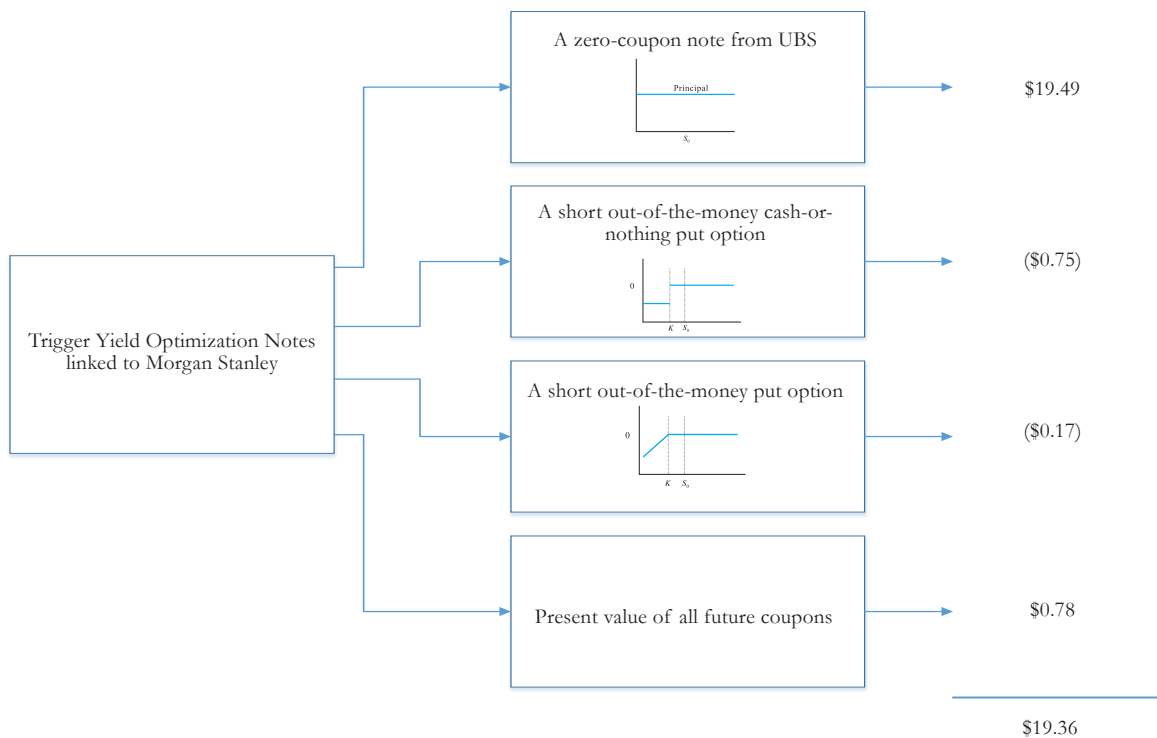 A zero-coupon note from UBS
Principal
S₀
$19.49
A short out-of-the-money cash-or-
nothing put option
0
K
S₀
($0.75)
Trigger Yield Optimization Notes
linked to Morgan Stanley
A short out-of-the-money put option
0
K
S₀
($0.17)
Present value of all future coupons
$0.78
$19.36